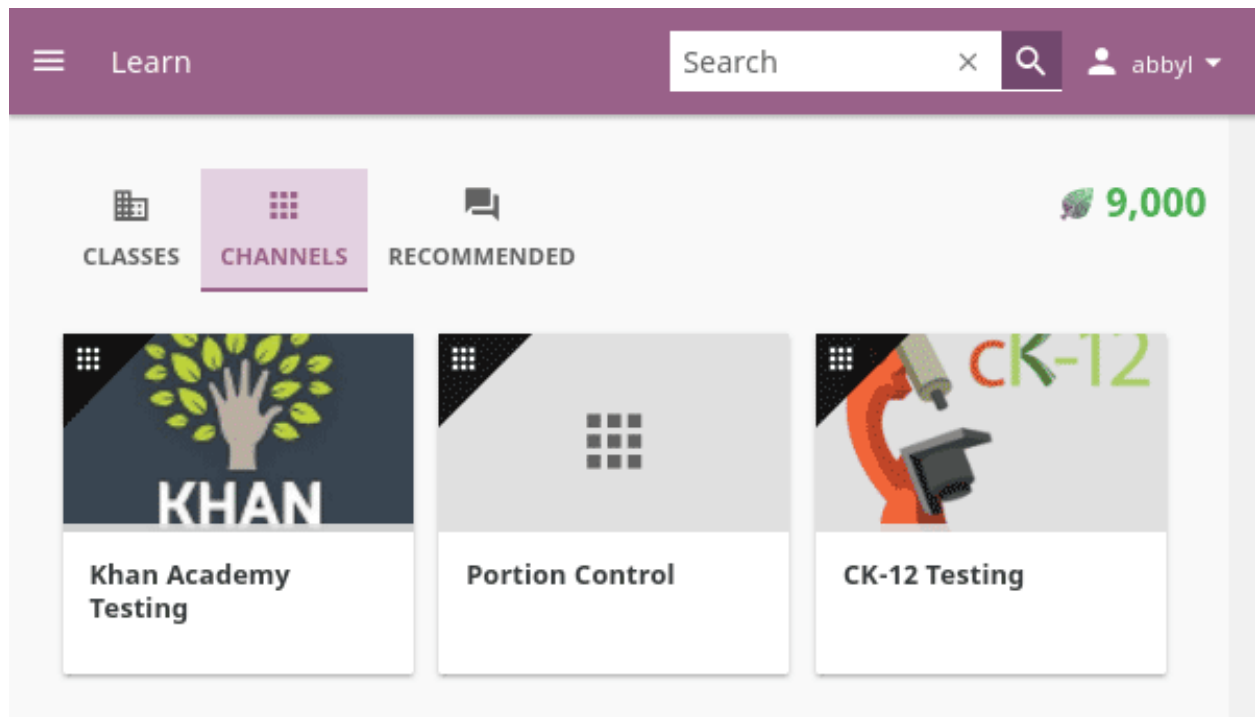 Learn
Search
abbyl
9,000
CLASSES
CHANNELS
RECOMMENDED
KHAN
CK-12
Khan Academy
Testing
Portion Control
CK-12 Testing